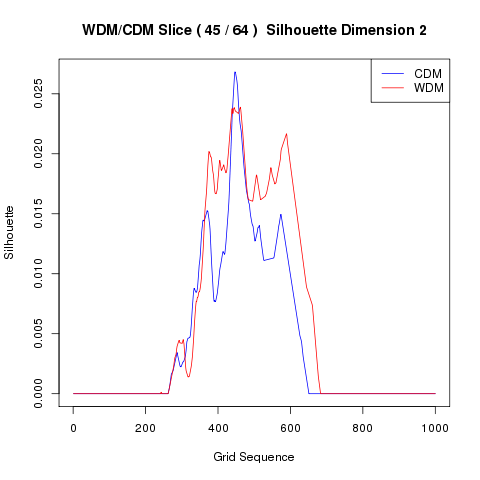 WDM/CDM Slice ( 45 / 64 )  Silhouette Dimension 2
CDM
WDM
0.025
0.020
0.015
0.010
0.005
0.000
Silhouette
0 200 400 600 800 1000
Grid Sequence